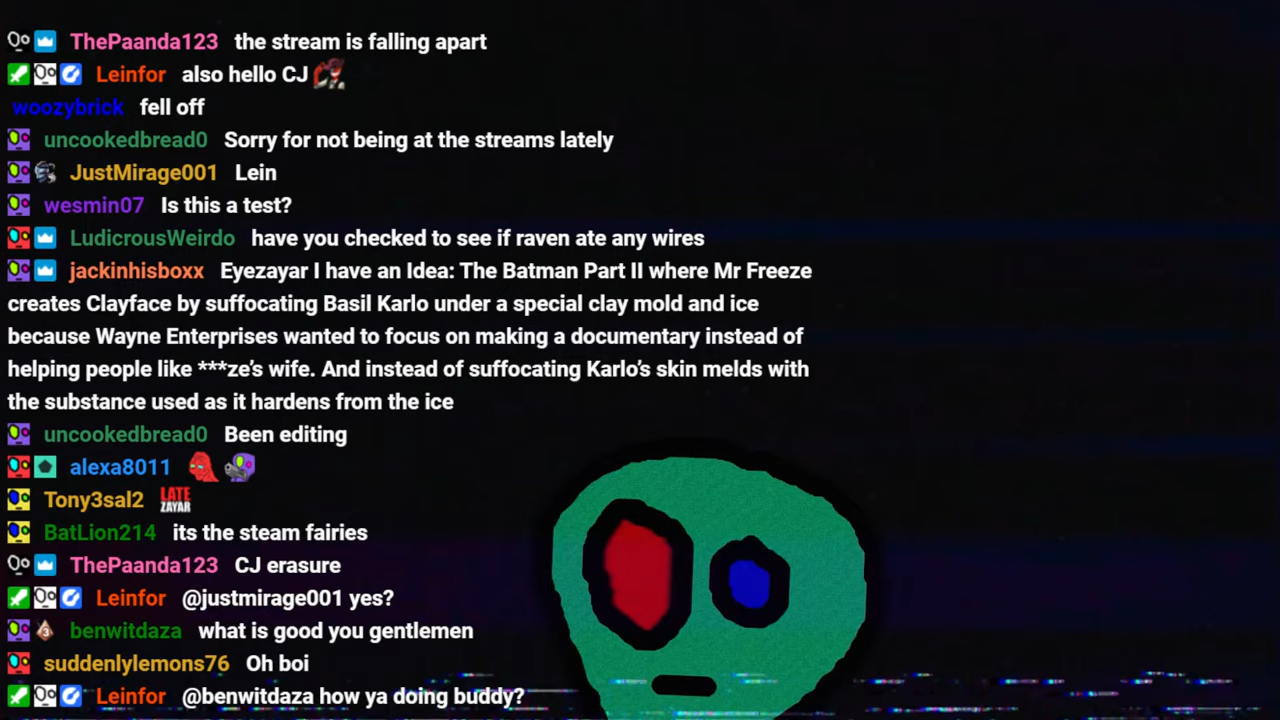 ThePaanda123 the stream is falling apart
Leinfor also hello CJ
woozybrick fell off
uncookedbread0 Sorry for not being at the streams lately
JustMirage001 Lein
wesmin07 Is this a test?
LudicrousWeirdo have you checked to see if raven ate any wires
jackinhisboxx Eyezayar I have an Idea: The Batman Part II where Mr Freeze
creates Clayface by suffocating Basil Karlo under a special clay mold and ice
because Wayne Enterprises wanted to focus on making a documentary instead of
helping people like ***ze's wife. And instead of suffocating Karlo's skin melds with
the substance used as it hardens from the ice
uncookedbread0 Been editing
alexa8011
Tony3sal2 LATE ZAYAR
BatLion214 its the steam fairies
ThePaanda123 CJ erasure
Leinfor @justmirage001 yes?
3 benwitdaza what is good you gentlemen
suddenlylemons76 Oh boi
Leinfor @benwitdaza how ya doing buddy?